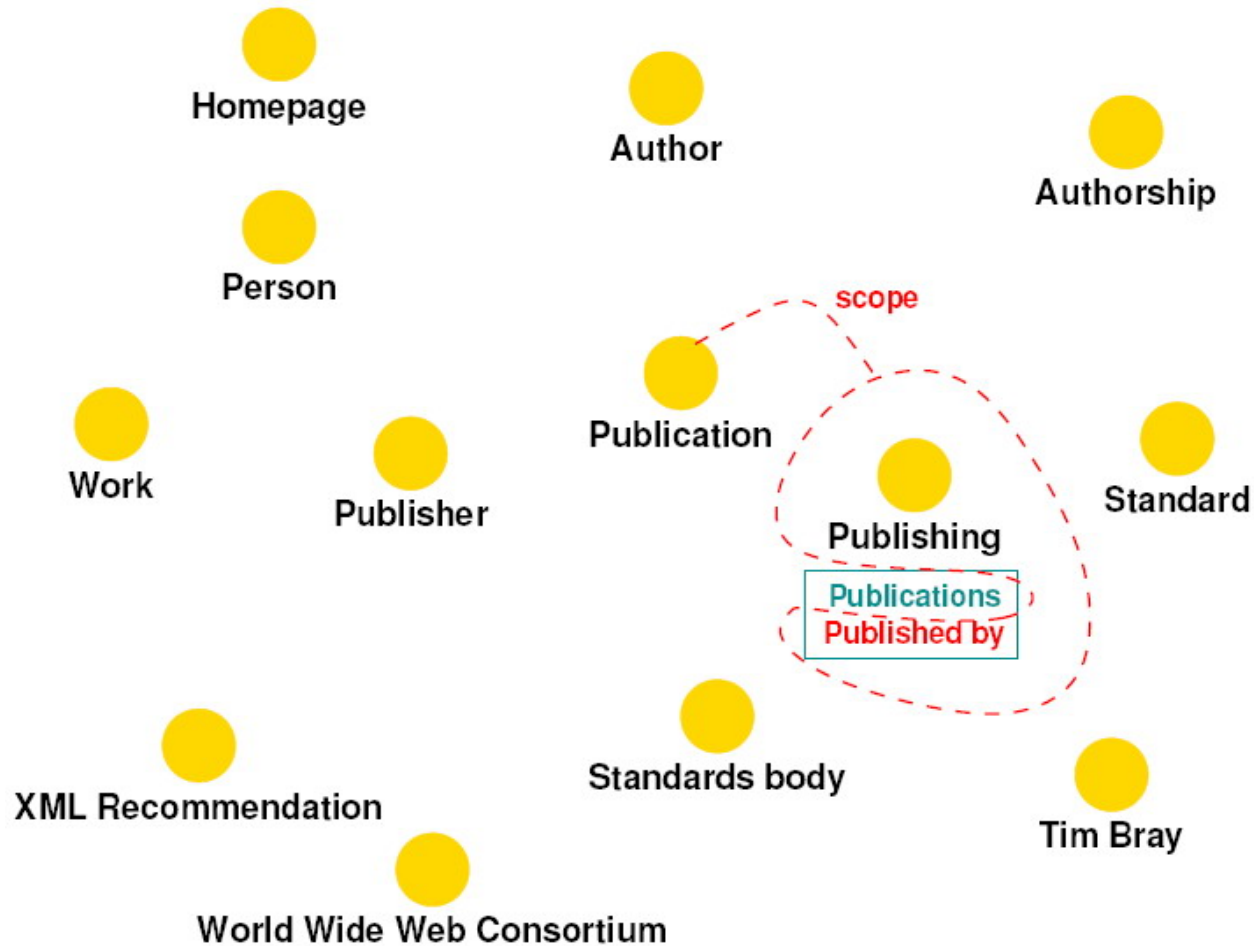 Homepage
Author
Authorship
Person
scope
Publication
Work
Publisher
Standard
Publishing
Publications
Published by
Standards body
XML Recommendation
Tim Bray
World Wide Web Consortium